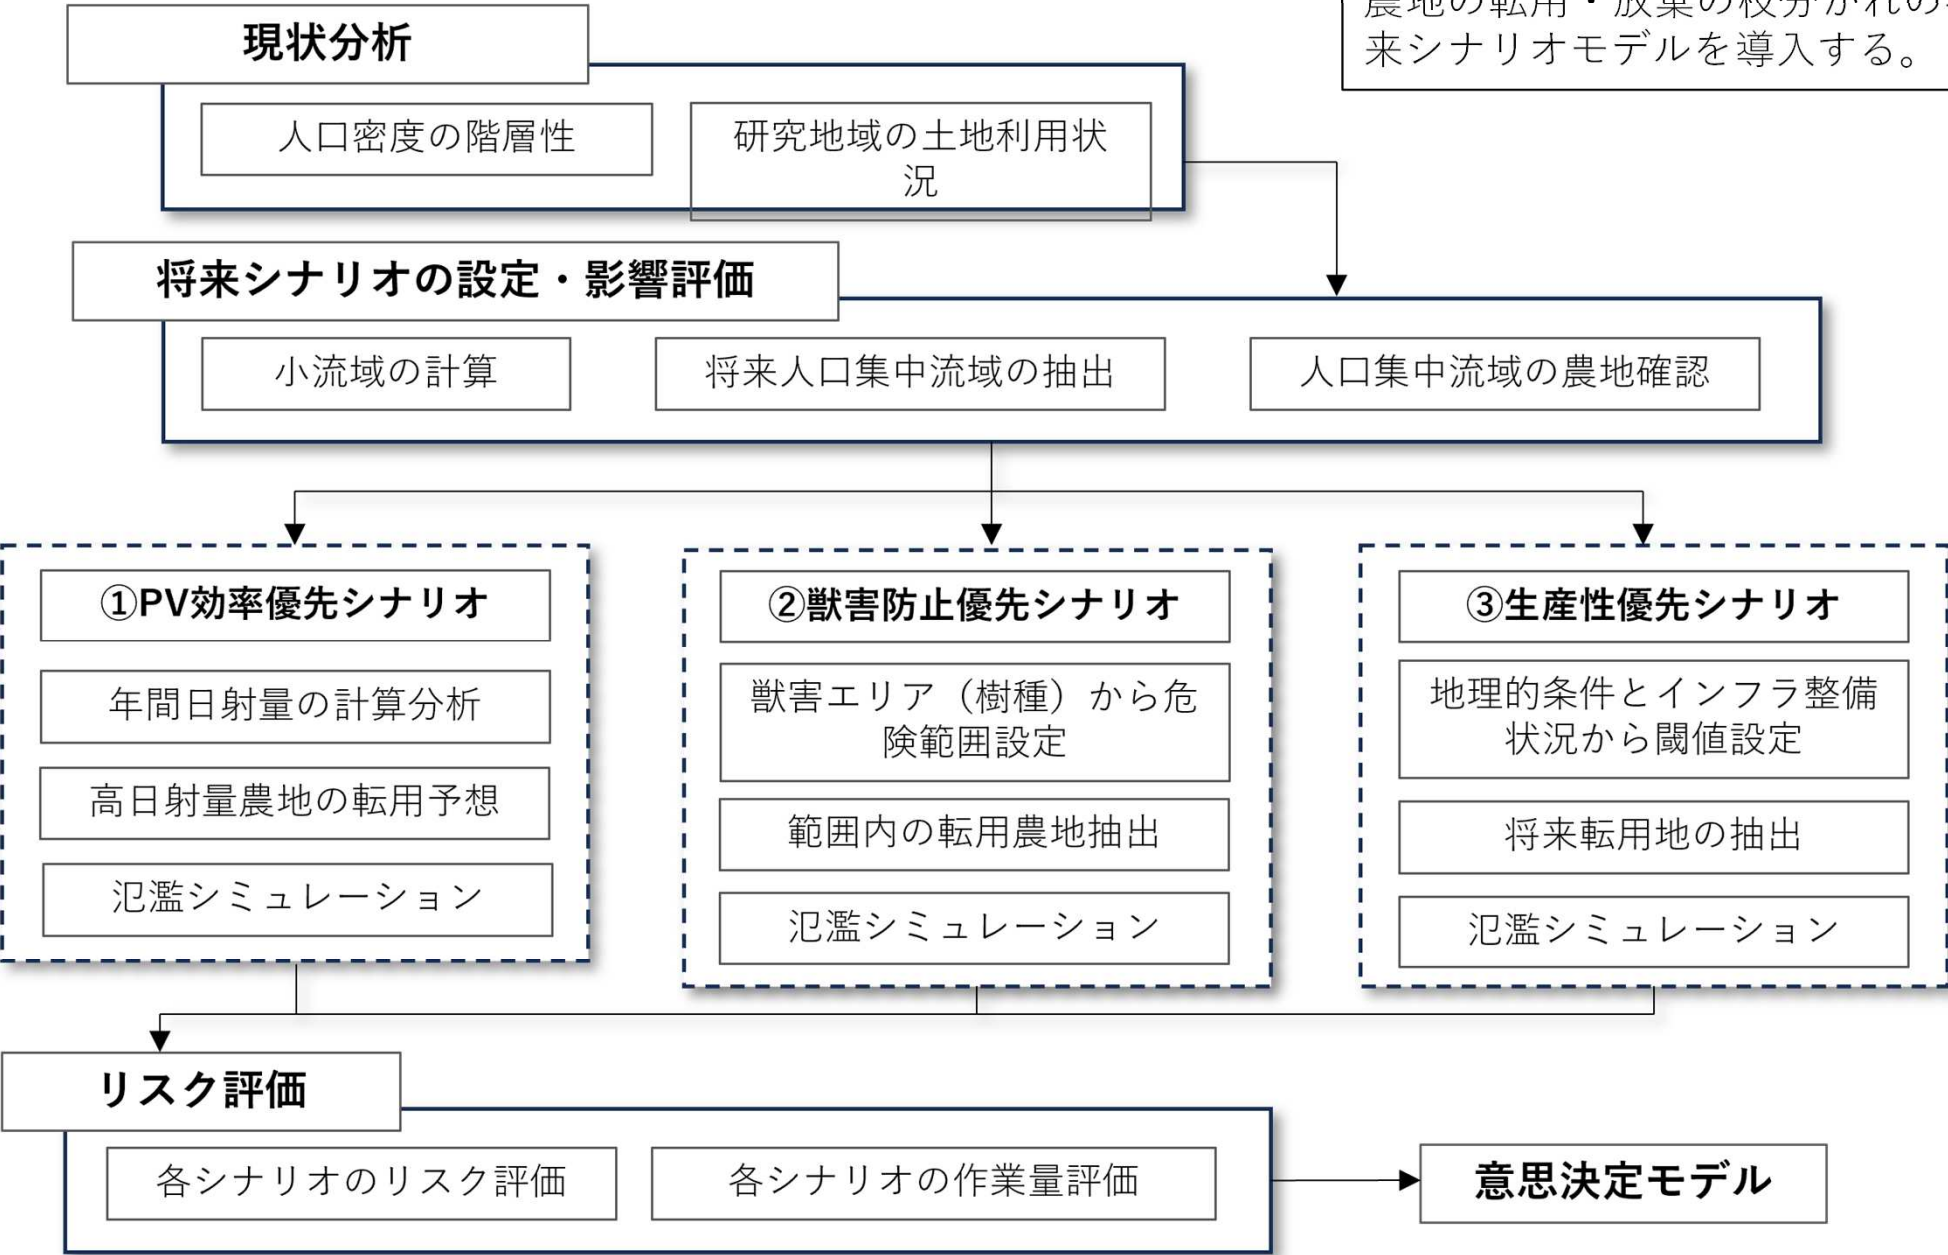 農地の転用・放棄の枝分かれの
来シナリオモデルを導入する。
現状分析
人口密度の階層性
研究地域の土地利用状
況
将来シナリオの設定・影響評価
小流域の計算
将来人口集中流域の抽出
人口集中流域の農地確認
①PV効率優先シナリオ
年間日射量の計算分析
高日射量農地の転用予想
氾濫シミュレーション
②獣害防止優先シナリオ
獣害エリア（樹種）から危
険範囲設定
範囲内の転用農地抽出
氾濫シミュレーション
③生産性優先シナリオ
地理的条件とインフラ整備
状況から閾値設定
将来転用地の抽出
氾濫シミュレーション
リスク評価
各シナリオのリスク評価
各シナリオの作業量評価
意思決定モデル